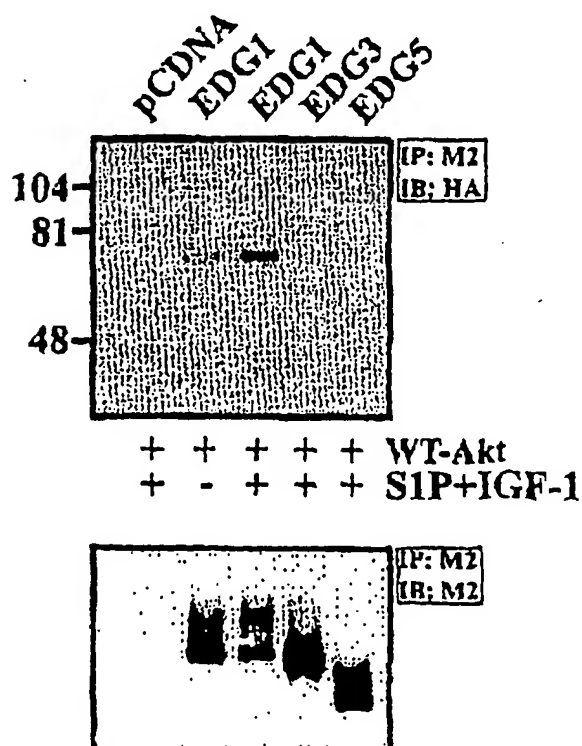 pCDNA EDG1 EDG1 EDG3 EDG5
IP: M2
IB: HA
104
81
48
+ + + + + WT-Akt
+ - + + + S1P+IGF-1
IP: M2
IB: M2